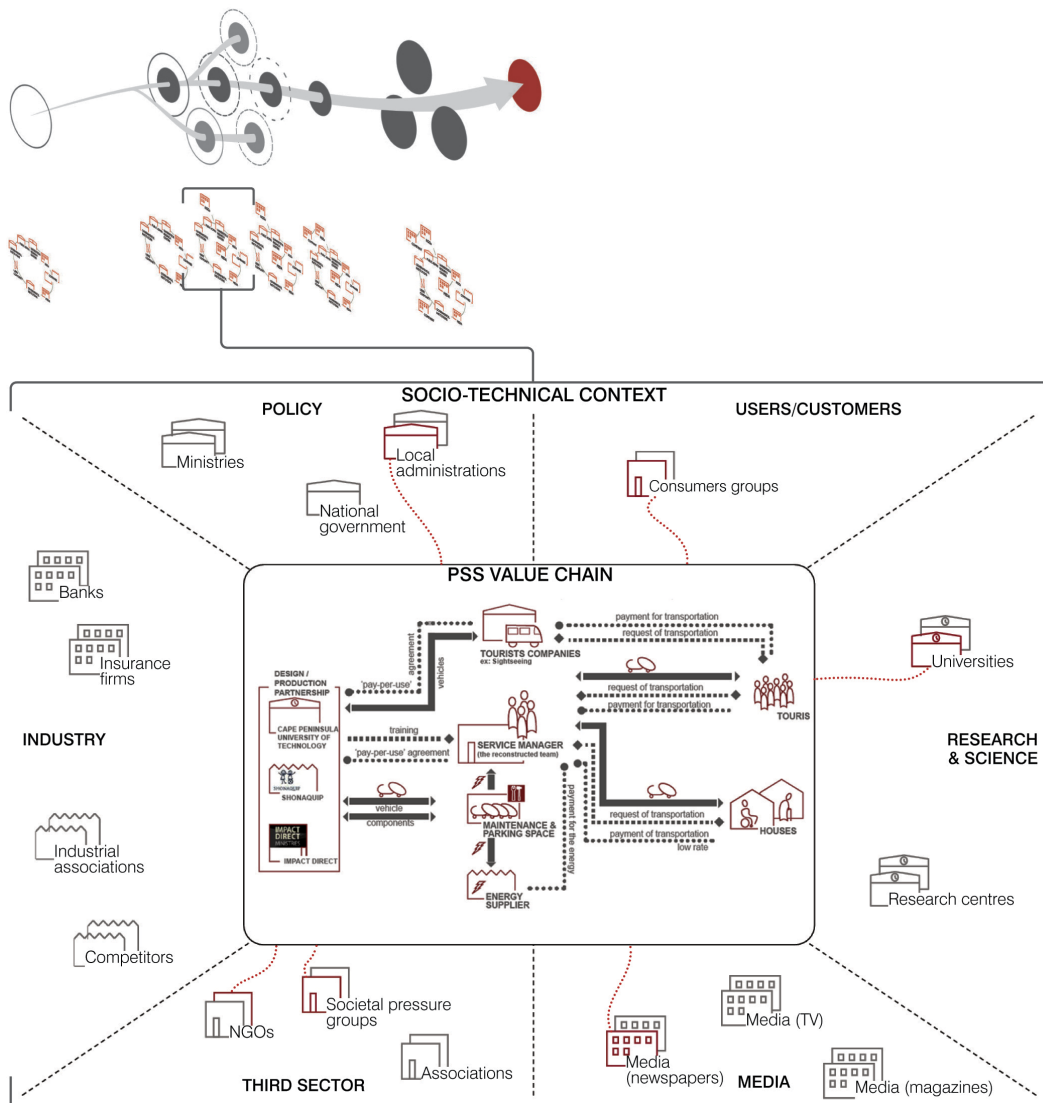 SOCIO-TECHNICAL CONTEXT
POLICY
USERS/CUSTOMERS
Ministries
Local
administrations
National
government
Consumers groups
Banks
Insurance
firms
INDUSTRY
Industrial
associations
Competitors
Universities
RESEARCH
& SCIENCE
Research centres
PSS VALUE CHAIN
TOURISTS COMPANIES
ex: Sightseeing
payment for transportation
request of transportation
agreement
'pay-per-use'
vehicles
DESIGN /
PRODUCTION
PARTNERSHIP
CAPE PENINSULA
UNIVERSITY OF
TECHNOLOGY
SHONAQUIP
SHONAQUIP
IMPACT
DIRECT
MINISTRIES
IMPACT DIRECT
training
'pay-per-use' agreement
vehicle
components
SERVICE MANAGER
(the reconstructed team)
request of transportation
payment for transportation
TOURIS
MAINTENANCE &
PARKING SPACE
ENERGY
SUPPLIER
payment for the energy
request of transportation
payment of transportation
low rate
HOUSES
NGOs
Societal pressure
groups
Associations
THIRD SECTOR
Media
(newspapers)
Media (TV)
Media (magazines)
MEDIA